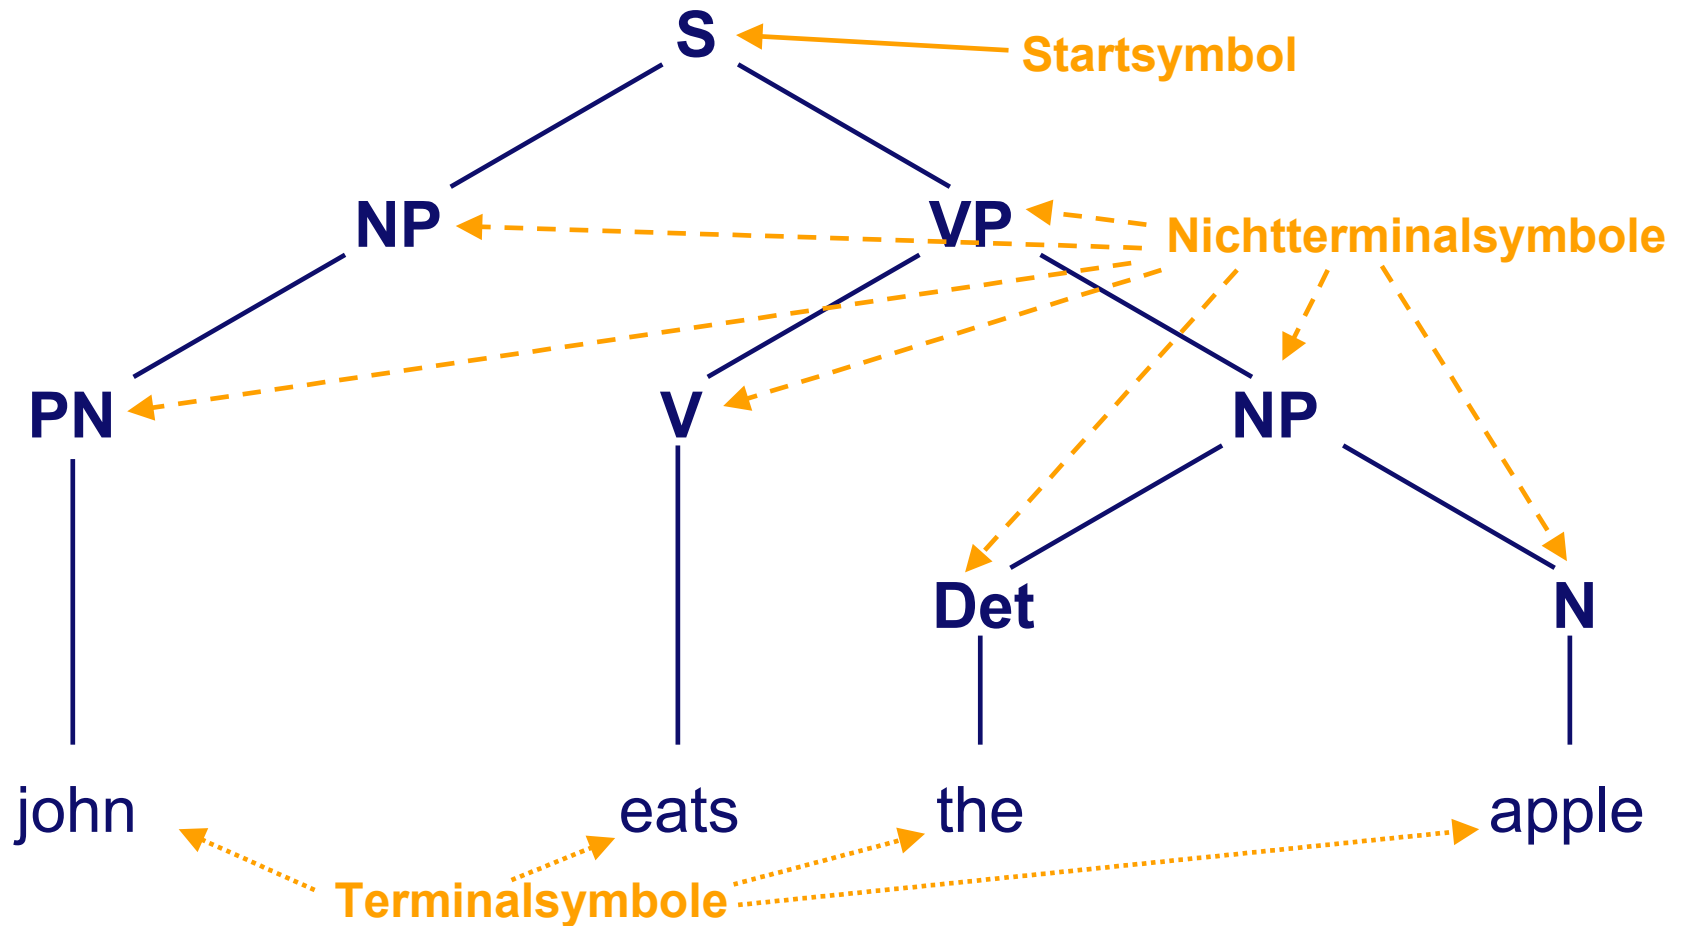 S
Startsymbol
NP
VP
Nichtterminalsymbole
PN
V
NP
Det
N
john
eats
the
apple
Terminalsymbole